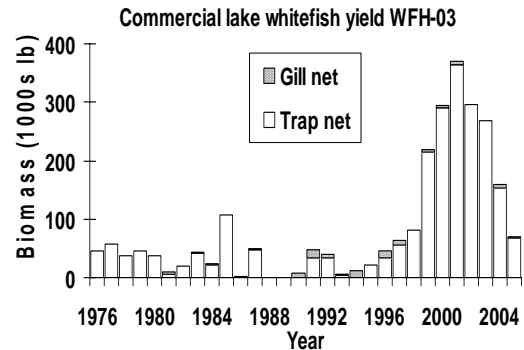 Commercial lake whitefish yield WFH-03
Biomass (1000s lb)
400
300
200
100
0
Gill net
Trap net
1976 1980 1984 1988 1992 1996 2000 2004
Year